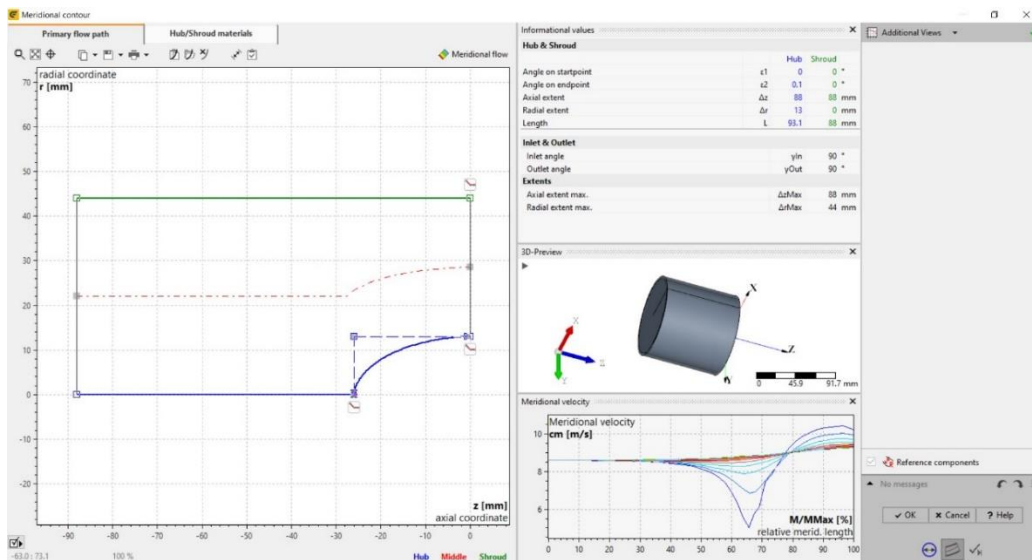 Meridional contour
Primary flow path
Hub/Shroud materials
Meridional flow
radial coordinate
r [mm]
70
60
50
40
30
20
10
0
-10
-20
-90 -80 -70 -60 -50 -40 -30 -20 -10 0
z [mm]
axial coordinate
-63.0 : 73.1 100 % Hub Middle Shroud
Informational values
Hub & Shroud
Hub Shroud
Angle on startpoint ε1 0 0 °
Angle on endpoint ε2 0.1 0 °
Axial extent Δz 88 88 mm
Radial extent Δr 13 0 mm
Length L 93.1 88 mm
Inlet & Outlet
Inlet angle γIn 90 °
Outlet angle γOut 90 °
Extents
Axial extent max. ΔzMax 88 mm
Radial extent max. ΔrMax 44 mm
3D-Preview
X
Z
Y
X
Z
Y
0 45.9 91.7 mm
Meridional velocity
Meridional velocity
cm [m/s]
10
8
6
M/MMax [%]
relative merid. length
0 10 20 30 40 50 60 70 80 90 100
Additional Views
Reference components
No messages
OK Cancel ? Help